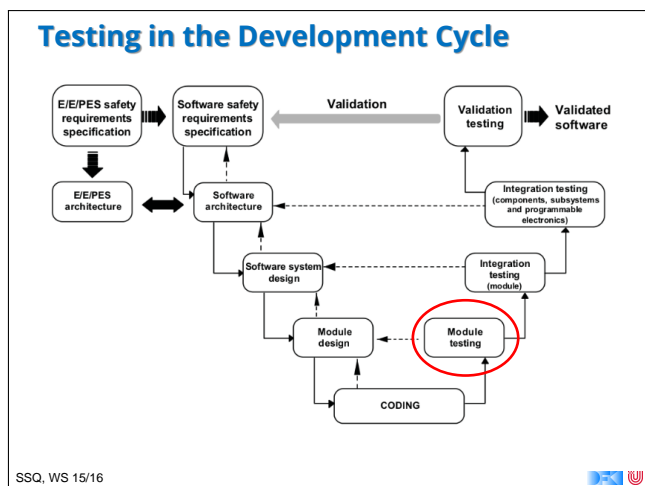 Testing in the Development Cycle
E/E/PES safety
requirements
specification
Software safety
requirements
specification
Validation
Validation
testing
Validated
software
E/E/PES
architecture
Software
architecture
Integration testing
(components, subsystems
and programmable
electronics)
Software system
design
Integration
testing
(module)
Module
design
Module
testing
CODING
SSQ, WS 15/16